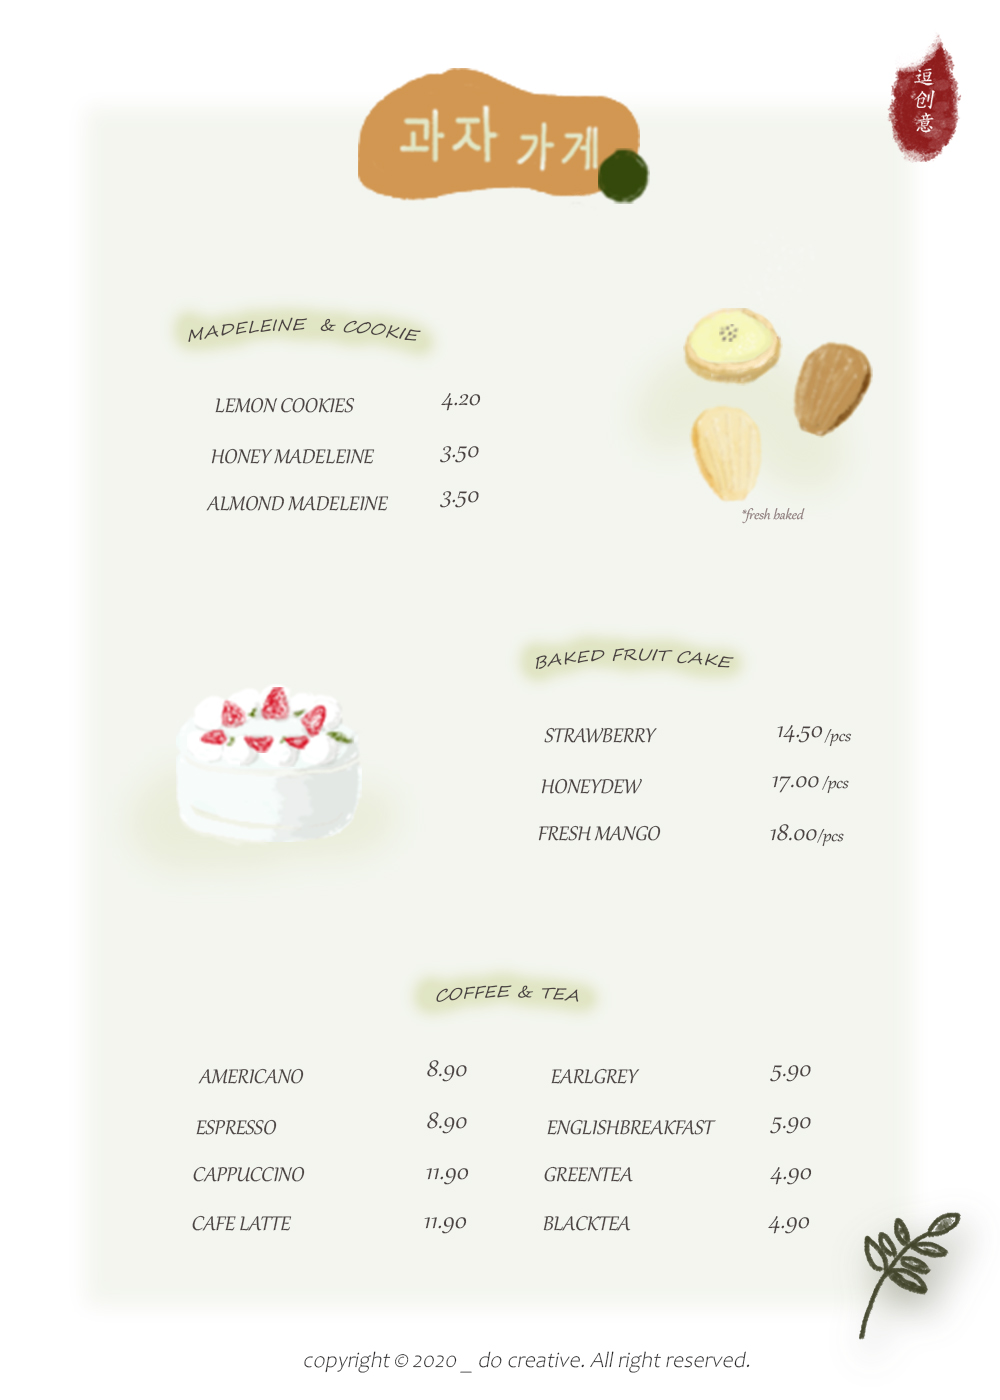 逗创意
과자 가게
MADELEINE & COOKIE
LEMON COOKIES 4.20
HONEY MADELEINE 3.50
ALMOND MADELEINE 3.50
*fresh baked
BAKED FRUIT CAKE
STRAWBERRY 14.50 /pcs
HONEYDEW 17.00 /pcs
FRESH MANGO 18.00/pcs
COFFEE & TEA
AMERICANO 8.90 EARLGREY 5.90
ESPRESSO 8.90 ENGLISHBREAKFAST 5.90
CAPPUCCINO 11.90 GREENTEA 4.90
CAFE LATTE 11.90 BLACKTEA 4.90
copyright © 2020 _ do creative. All right reserved.